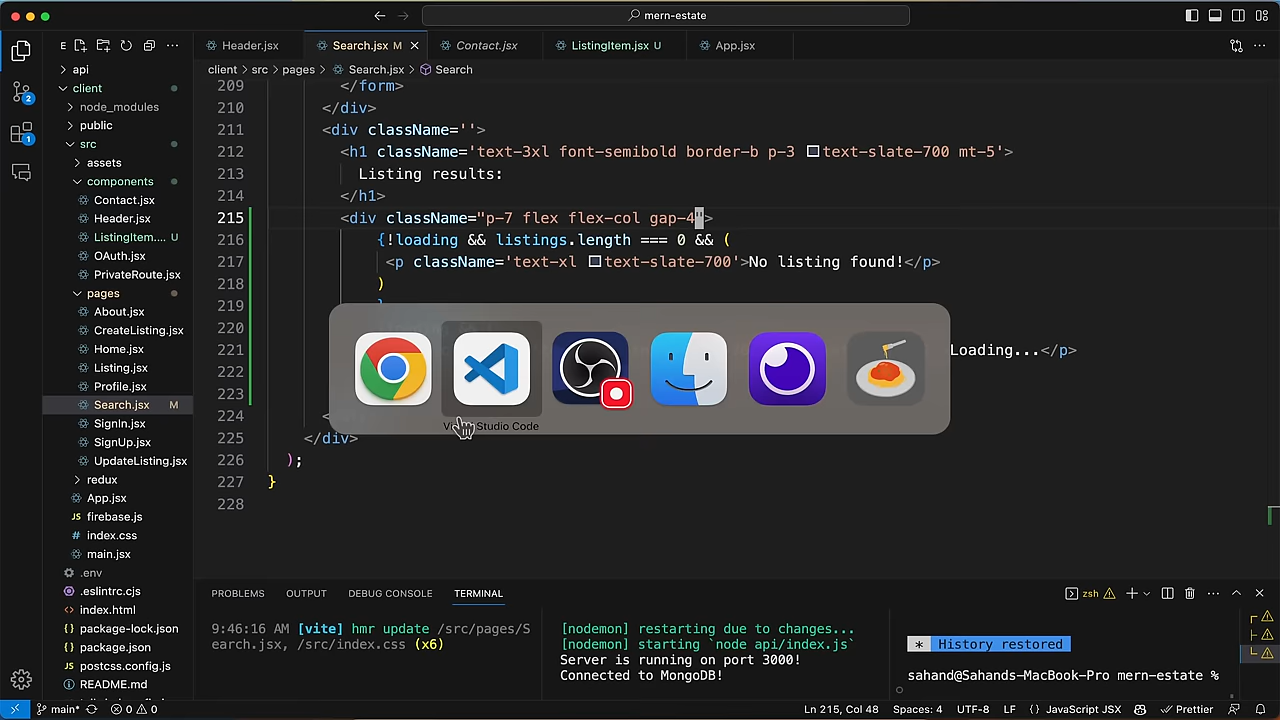 mern-estate
E
Header.jsx
Search.jsx M
Contact.jsx
ListingItem.jsx U
App.jsx
client > src > pages > Search.jsx > Search
api
client
node_modules
public
src
assets
components
Contact.jsx
Header.jsx
ListingItem.... U
OAuth.jsx
PrivateRoute.jsx
pages
About.jsx
CreateListing.jsx
Home.jsx
Listing.jsx
Profile.jsx
Search.jsx M
SignIn.jsx
SignUp.jsx
UpdateListing.jsx
redux
App.jsx
firebase.js
index.css
main.jsx
.env
.eslintrc.cjs
index.html
package-lock.json
package.json
postcss.config.js
README.md
2
1
209 </form>
210 </div>
211 <div className=''>
212 <h1 className='text-3xl font-semibold border-b p-3 text-slate-700 mt-5'>
213 Listing results:
214 </h1>
215 <div className="p-7 flex flex-col gap-4">
216 {!loading && listings.length === 0 && (
217 <p className='text-xl text-slate-700'>No listing found!</p>
218 )
219
220
221 Loading...</p>
222
223
224
225 </div>
226 );
227 }
228
Studio Code
PROBLEMS OUTPUT DEBUG CONSOLE TERMINAL
zsh
9:46:16 AM [vite] hmr update /src/pages/S
earch.jsx, /src/index.css (x6)
[nodemon] restarting due to changes...
[nodemon] starting `node api/index.js`
Server is running on port 3000!
Connected to MongoDB!
* History restored
sahand@Sahands-MacBook-Pro mern-estate %
main* 0 0 Ln 215, Col 48 Spaces: 4 UTF-8 LF {} JavaScript JSX Prettier